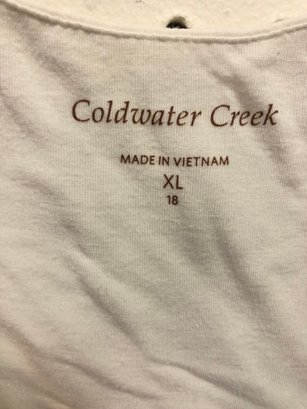 Coldwater Creek
MADE IN VIETNAM
XL
18